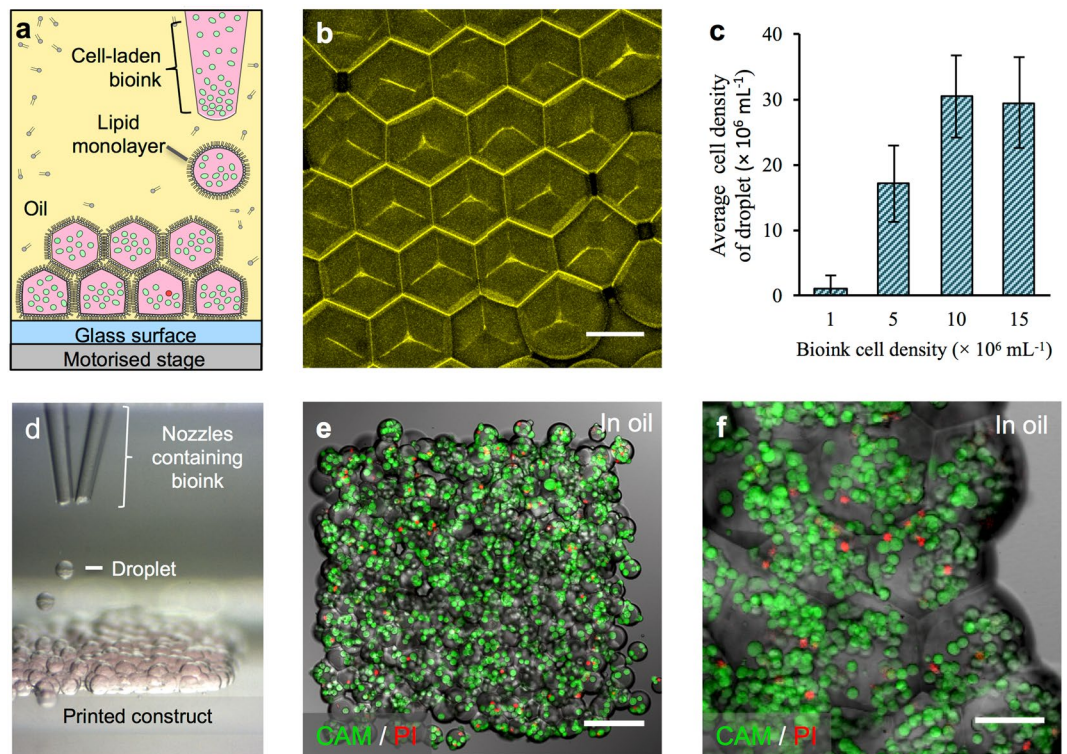 a
Cell-laden
bioink
Lipid
monolayer
Oil
Glass surface
Motorised stage
b
c
Average cell density
of droplet (× 10⁶ mL⁻¹)
40
30
20
10
0
1 5 10 15
Bioink cell density (× 10⁶ mL⁻¹)
d
Nozzles
containing
bioink
Droplet
Printed construct
e
In oil
CAM / PI
f
In oil
CAM / PI